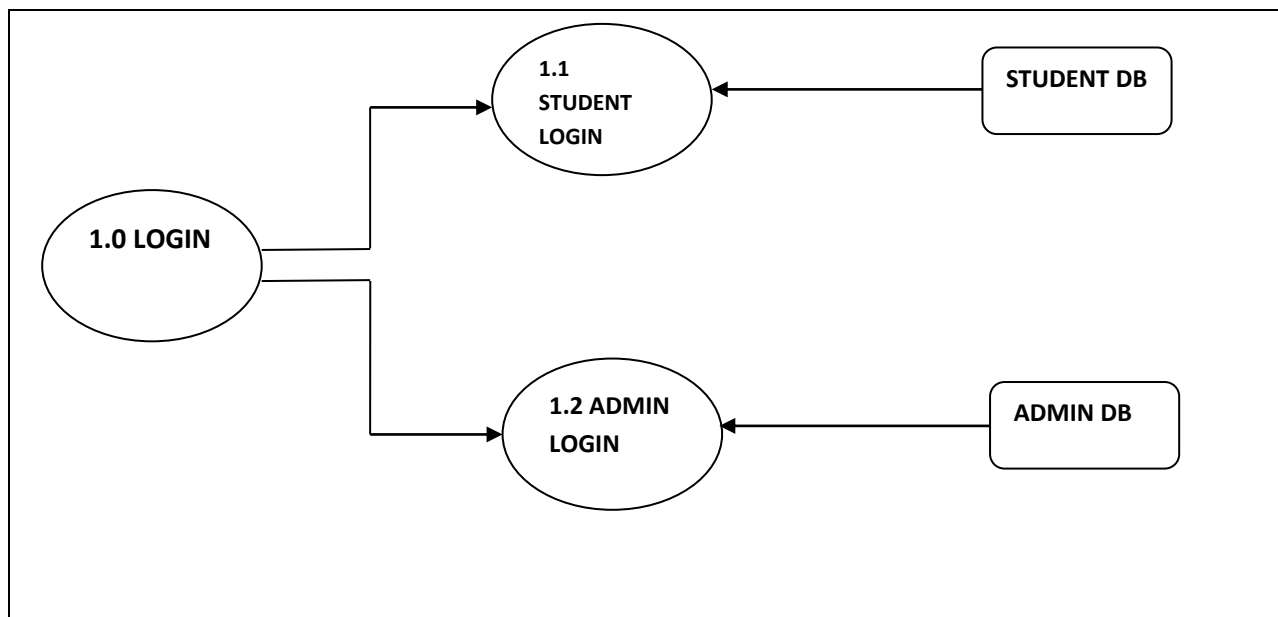 1.1
STUDENT
LOGIN
STUDENT DB
1.0 LOGIN
1.2 ADMIN
LOGIN
ADMIN DB